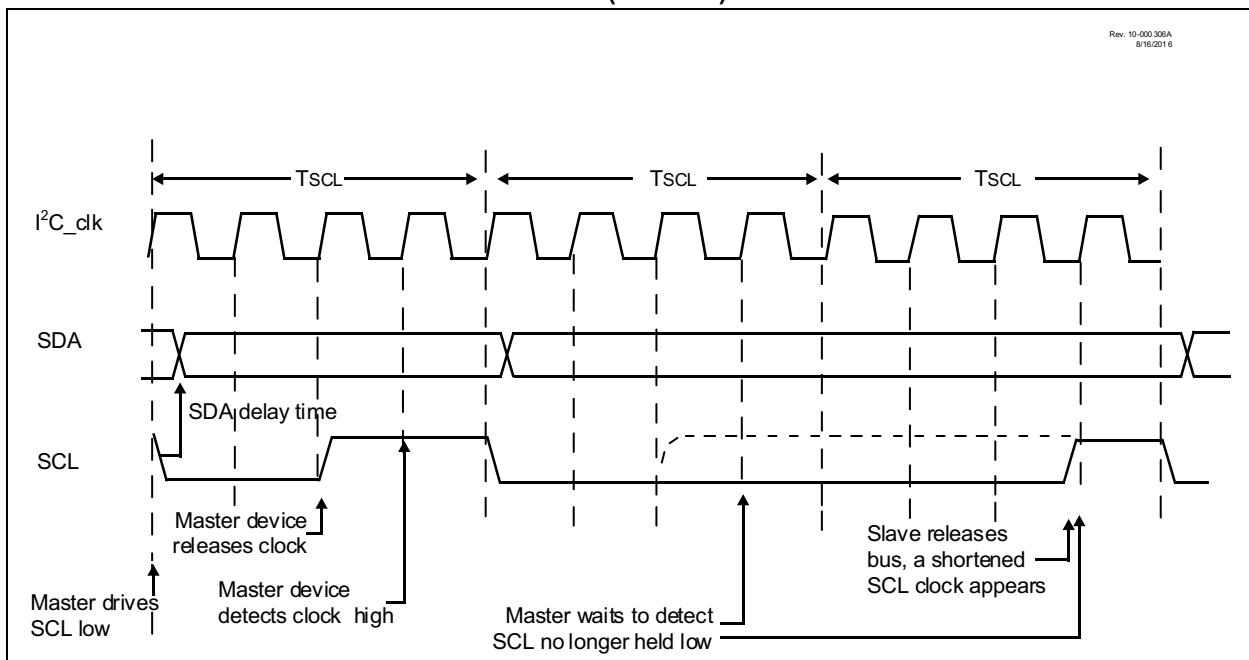 Rev. 10-000 306A
8/16/201 6
TSCL
TSCL
TSCL
I²C_clk
SDA
SDA delay time
SCL
Master device
releases clock
Slave releases
bus, a shortened
SCL clock appears
Master drives
SCL low
Master device
detects clock high
Master waits to detect
SCL no longer held low